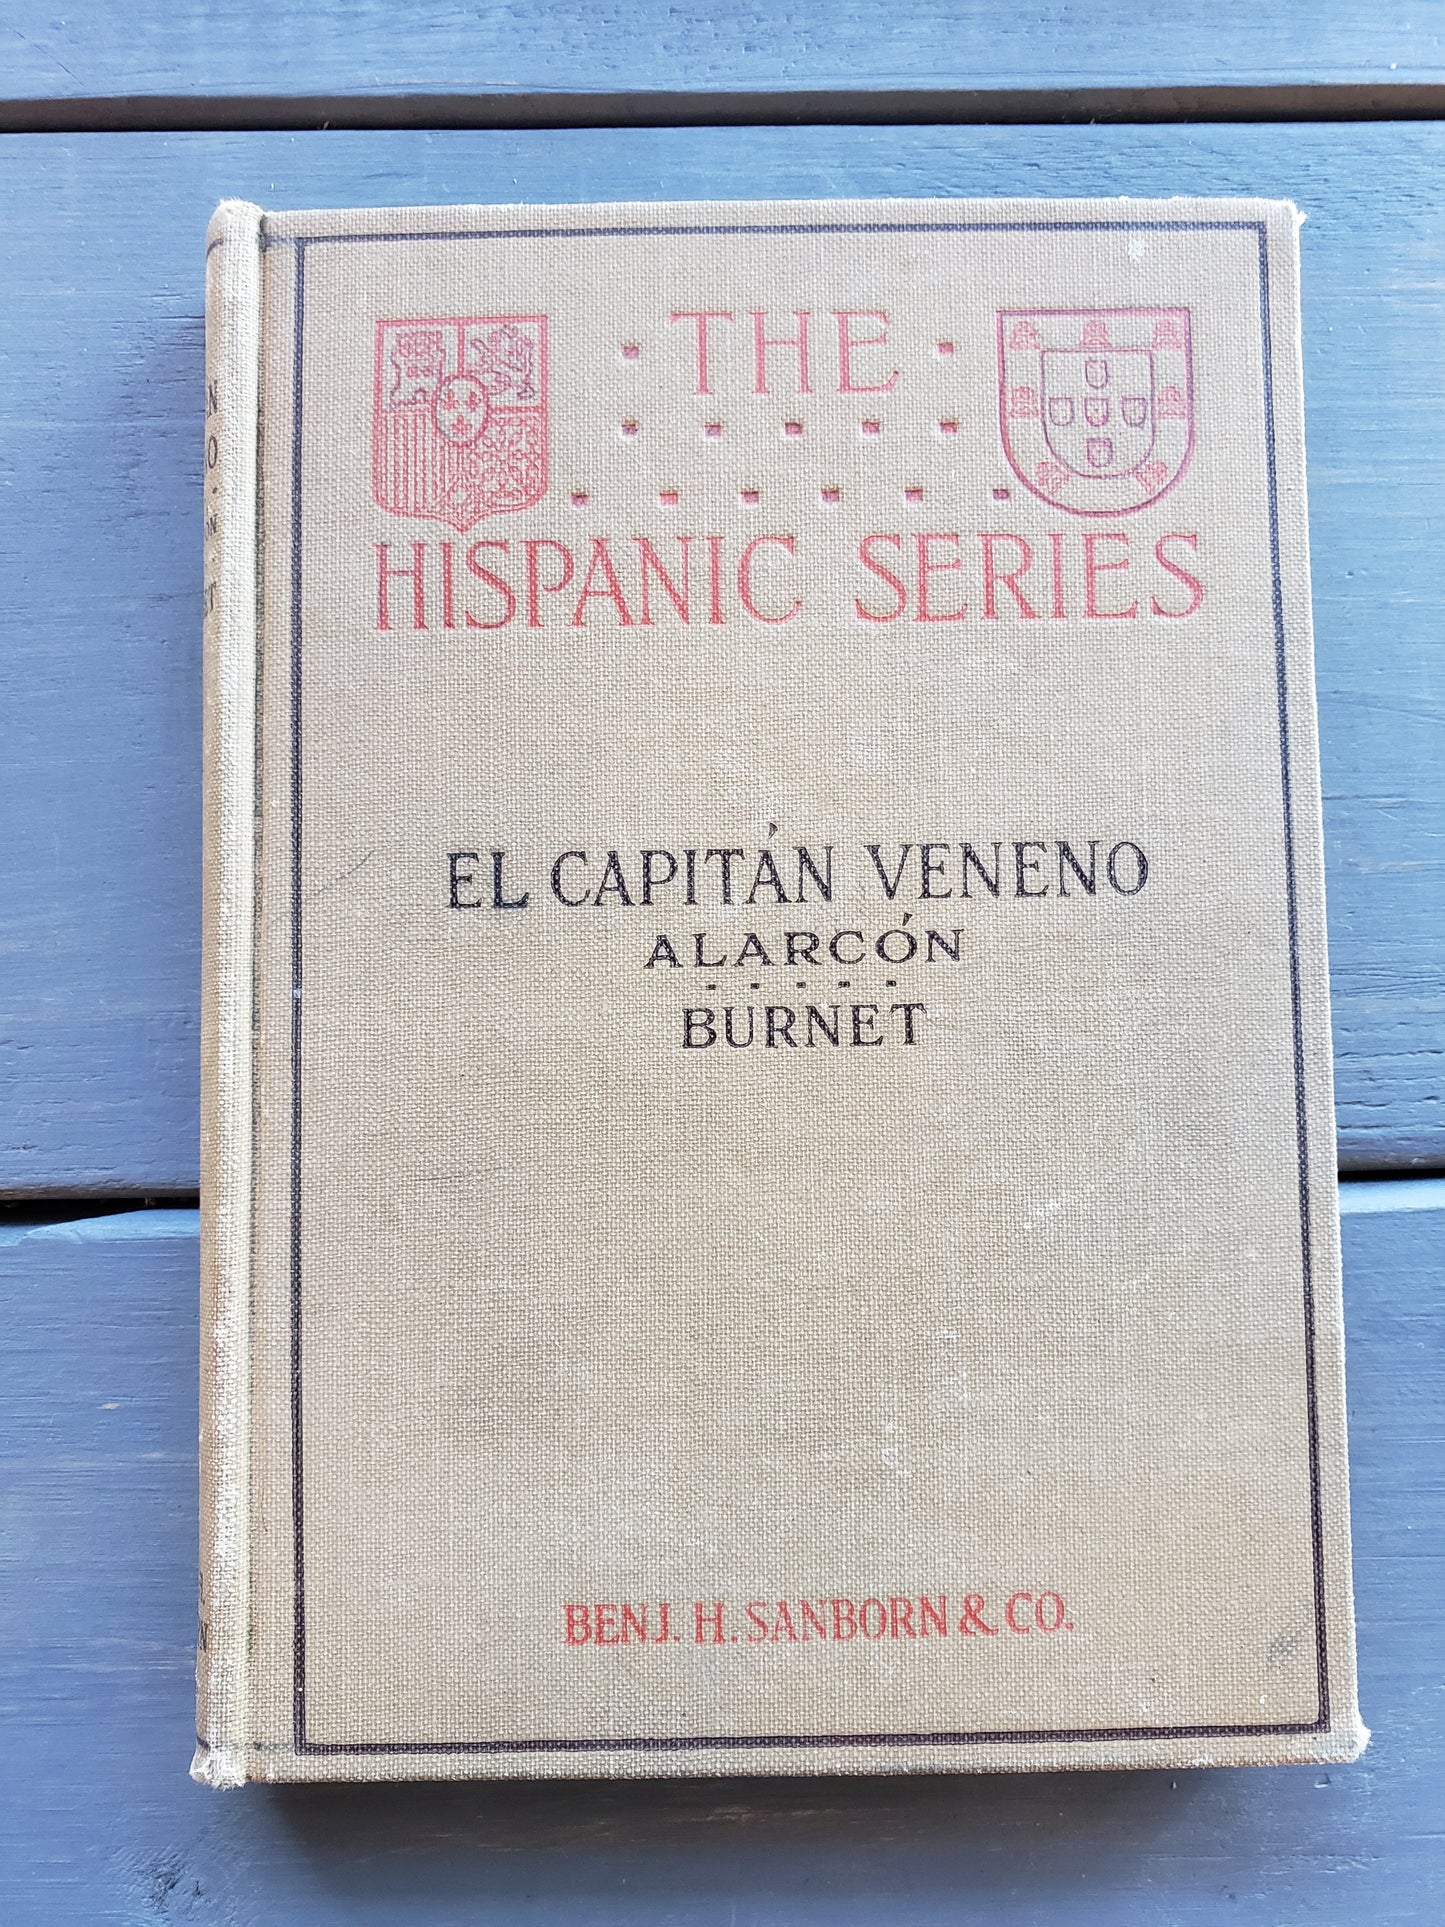 THE
HISPANIC SERIES
EL CAPITÁN VENENO
ALARCÓN
BURNET
BENJ. H. SANBORN & CO.